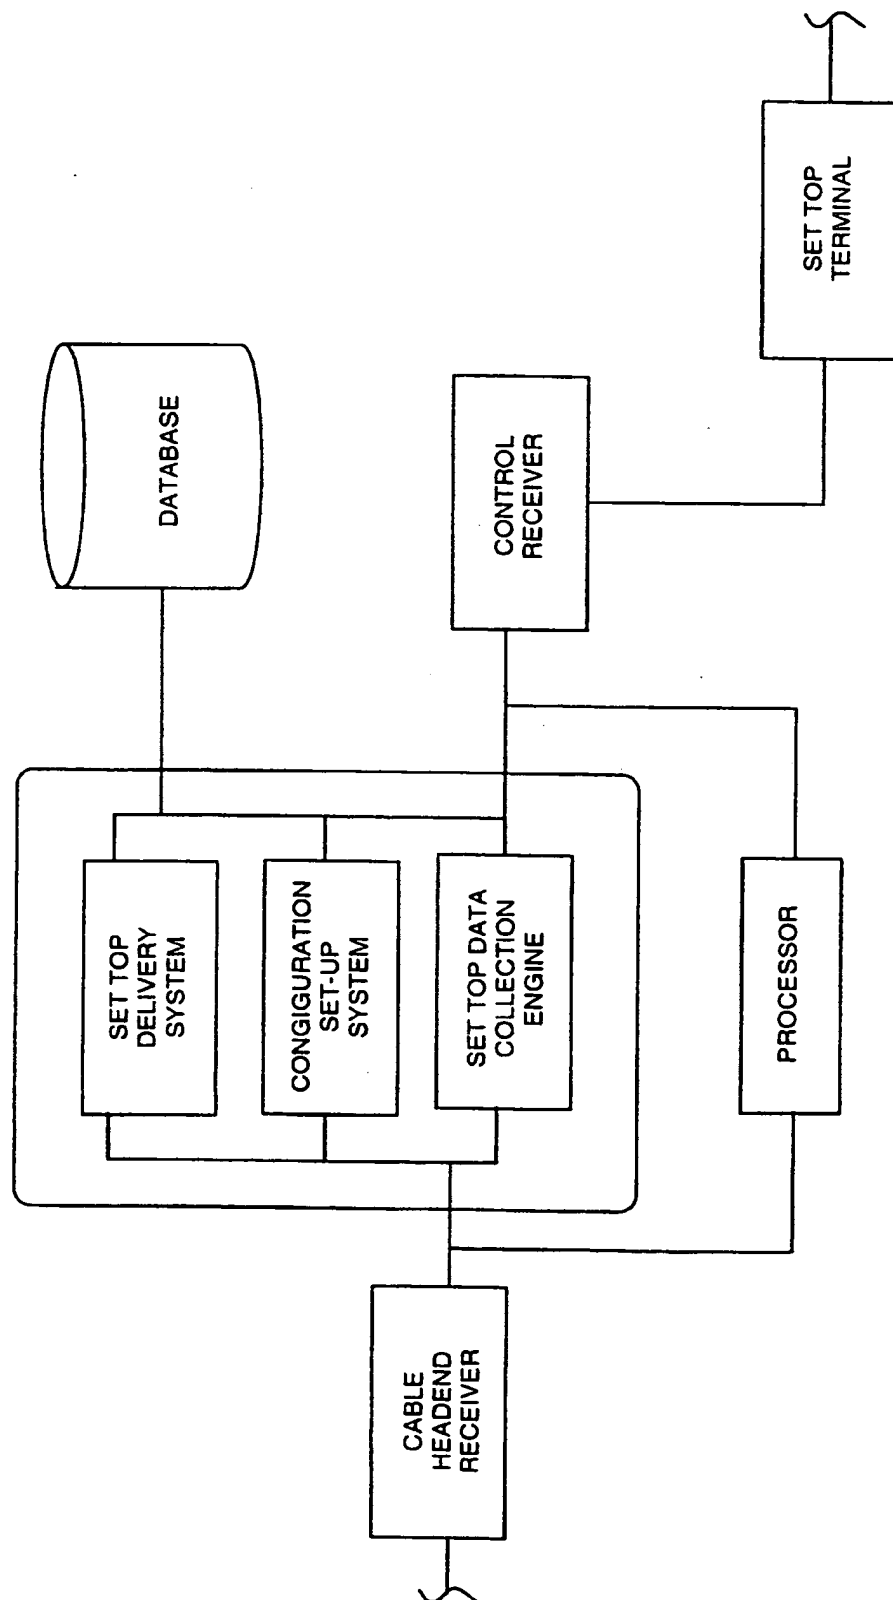 SET TOP
DELIVERY
SYSTEM
CONGIGURATION
SET-UP
SYSTEM
SET TOP DATA
COLLECTION
ENGINE
DATABASE
CABLE
HEADEND
RECEIVER
CONTROL
RECEIVER
PROCESSOR
SET TOP
TERMINAL